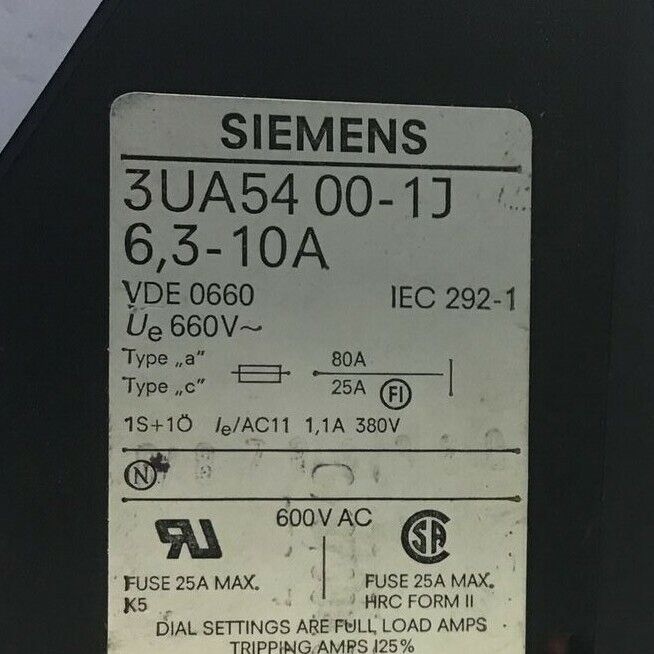 SIEMENS
3UA54 00-1J
6,3-10A
VDE 0660 IEC 292-1
Ue 660V~
Type „a" 80A
Type „c" 25A FI
1S+1Ö Ie/AC11 1,1A 380V
N
600V AC
RU SA
FUSE 25A MAX. FUSE 25A MAX.
K5 HRC FORM II
DIAL SETTINGS ARE FULL LOAD AMPS
TRIPPING AMPS 125%